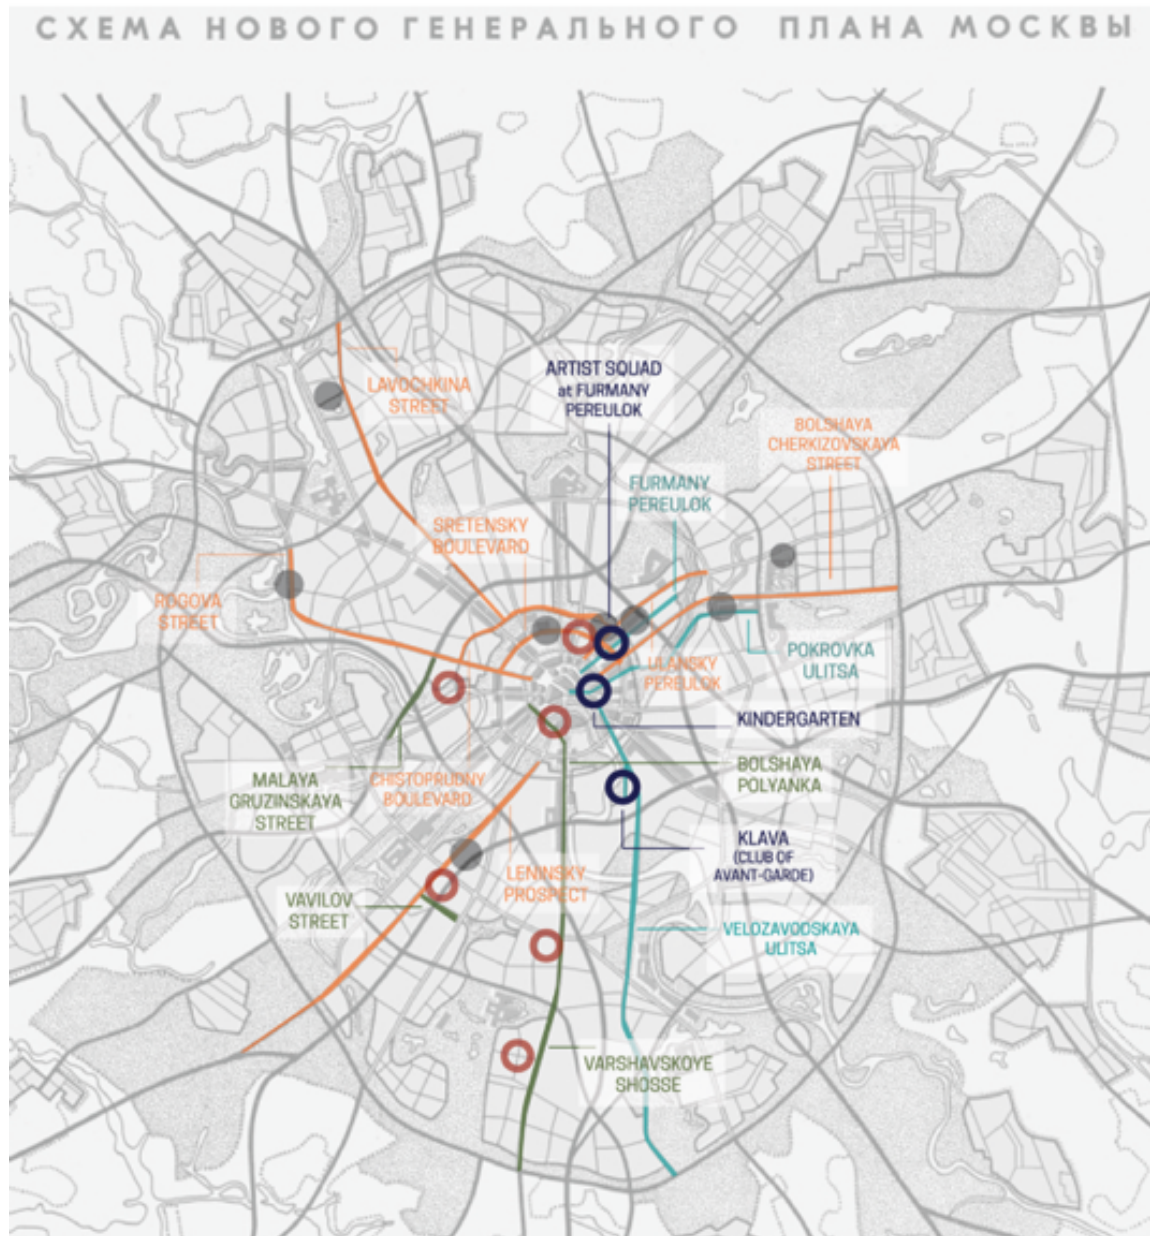 СХЕМА НОВОГО ГЕНЕРАЛЬНОГО ПЛАНА МОСКВЫ
LAVOCHKINA
STREET
ARTIST SQUAD
at FURMANY
PEREULOK
BOLSHAYA
CHERKIZOVSKAYA
STREET
FURMANY
PEREULOK
SRETENSKY
BOULEVARD
ROGOVA
STREET
ULANSKY
PEREULOK
POKROVKA
ULITSA
KINDERGARTEN
MALAYA
GRUZINSKAYA
STREET
CHISTOPRUDNY
BOULEVARD
BOLSHAYA
POLYANKA
KLAVA
(CLUB OF
AVANT-GARDE)
LENINSKY
PROSPECT
VAVILOV
STREET
VELOZAVODSKAYA
ULITSA
VARSHAVSKOYE
SHOSSE